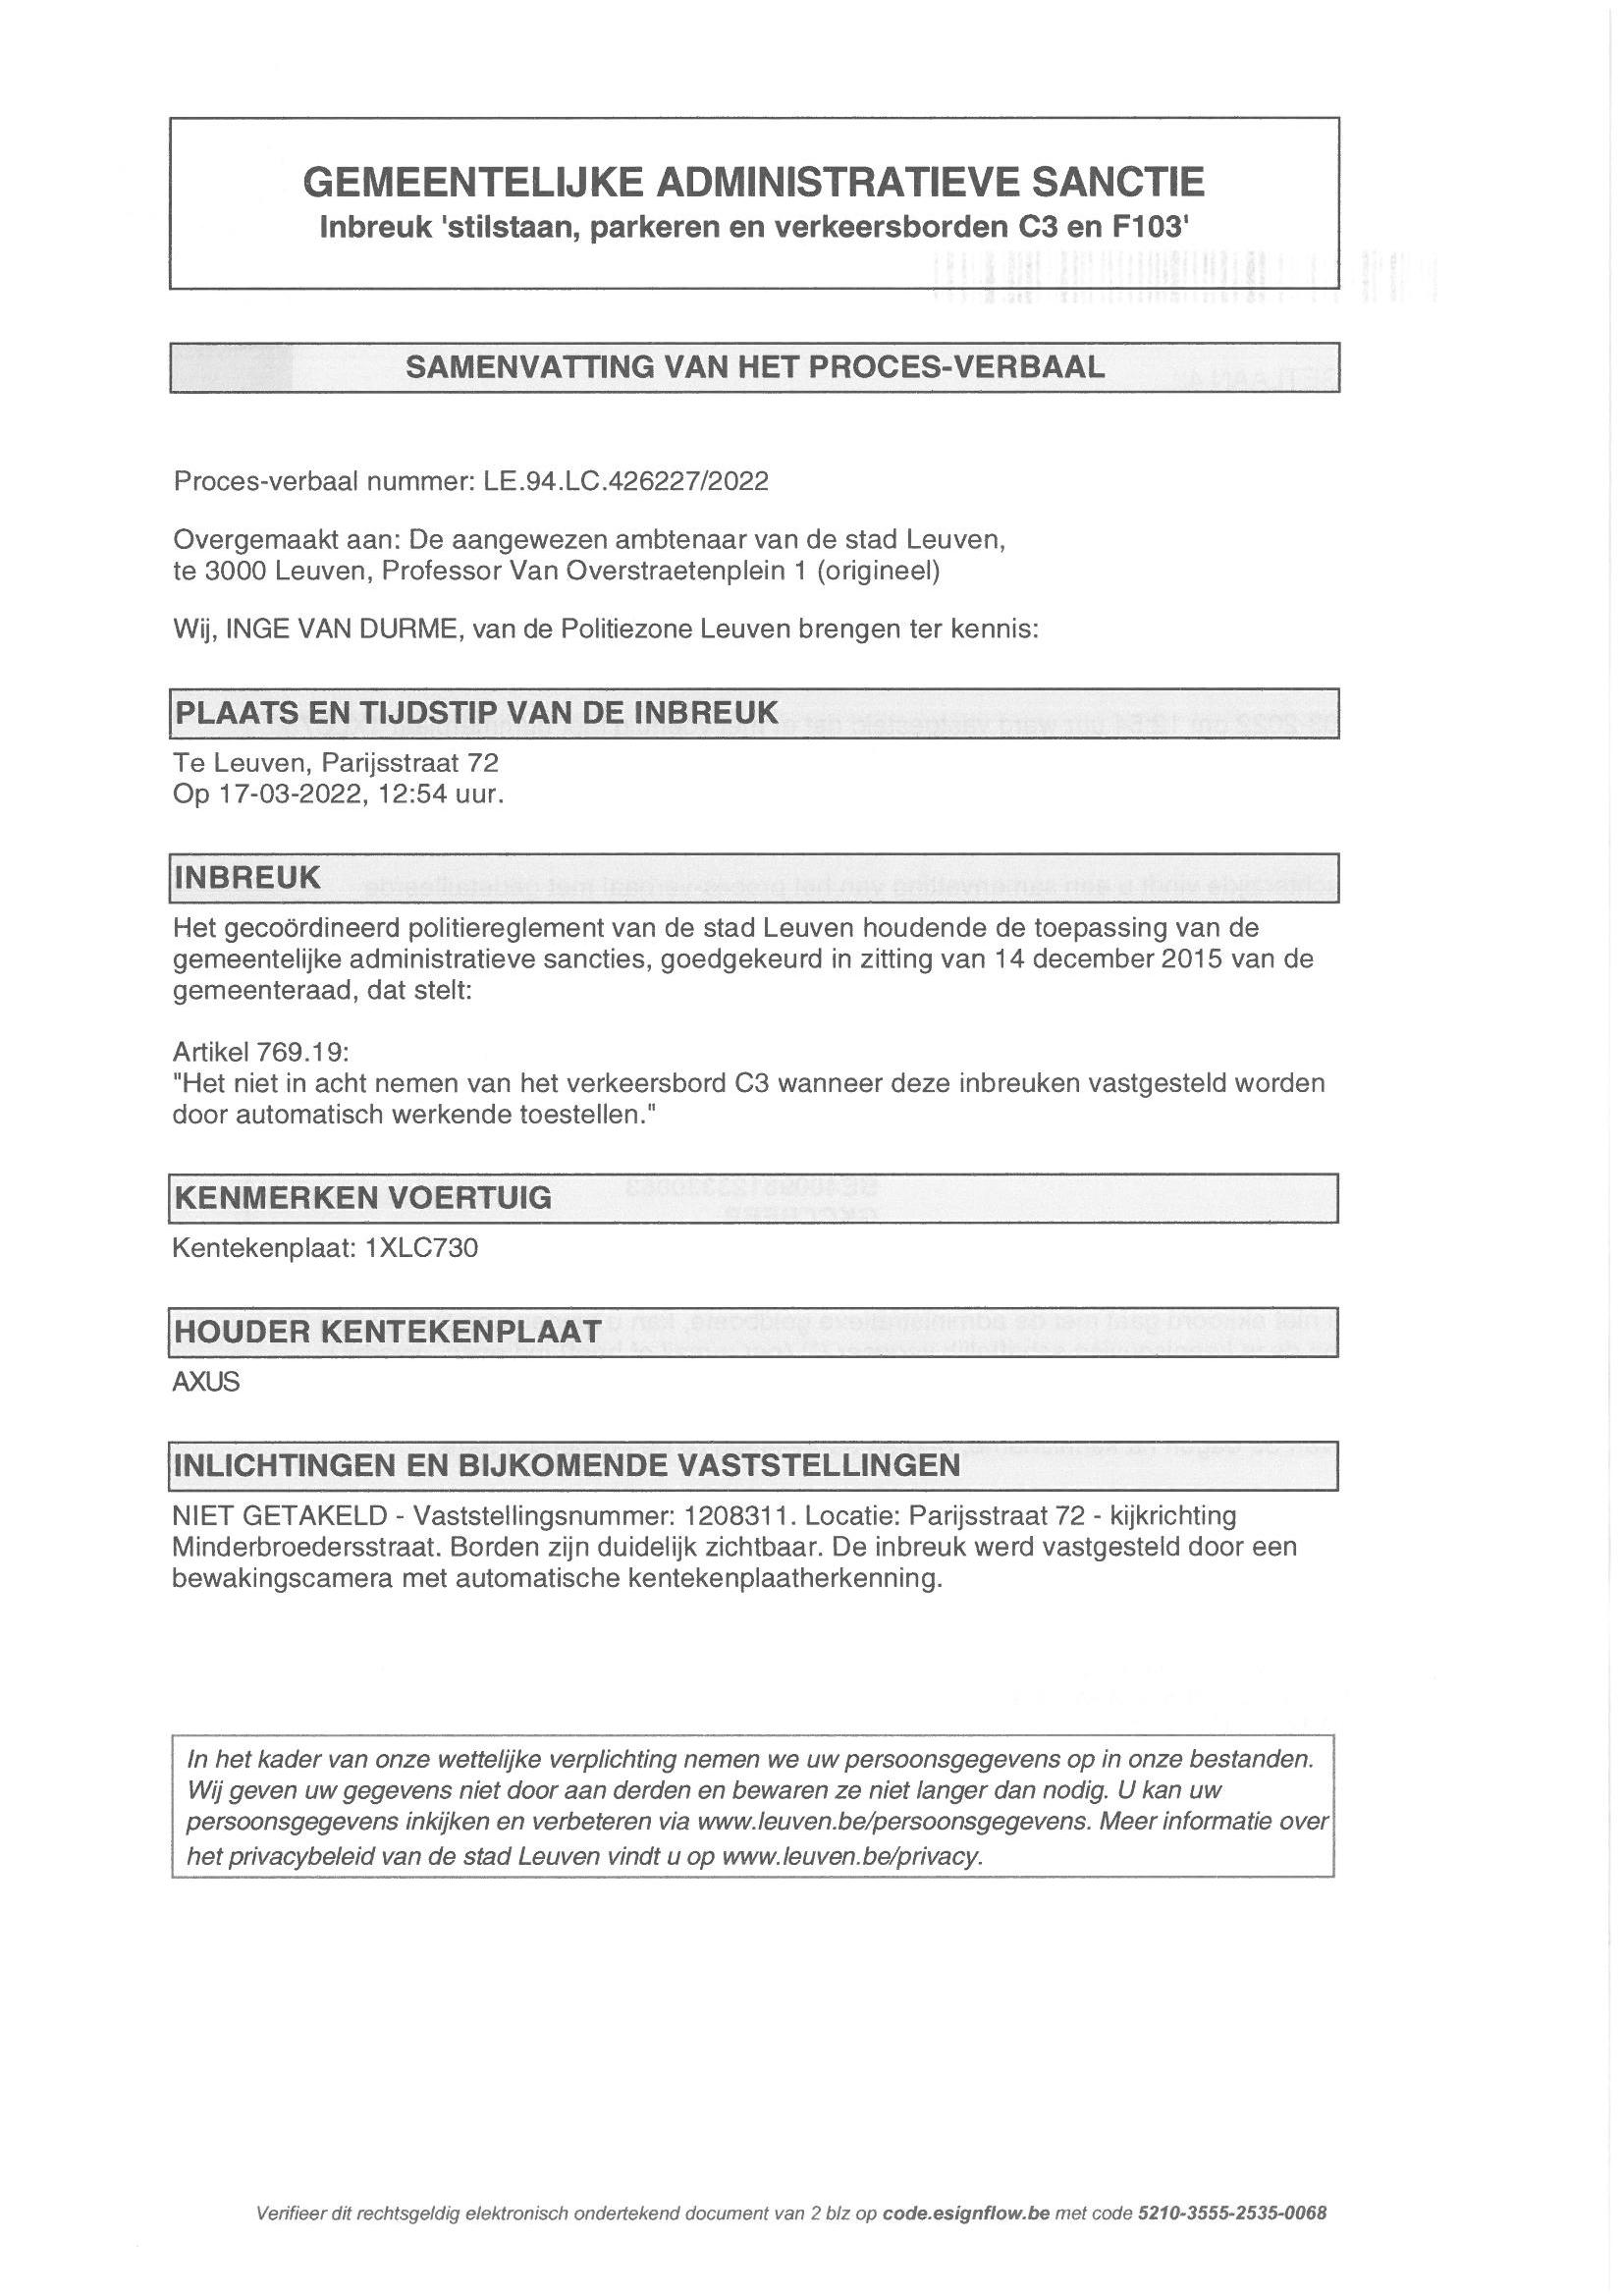 GEMEENTELIJKE ADMINISTRATIEVE SANCTIE
Inbreuk 'stilstaan, parkeren en verkeersborden C3 en F103'
SAMENVATTING VAN HET PROCES-VERBAAL
Proces-verbaal nummer: LE.94.LC.426227/2022
Overgemaakt aan: De aangewezen ambtenaar van de stad Leuven,
te 3000 Leuven, Professor Van Overstraetenplein 1 (origineel)
Wij, INGE VAN DURME, van de Politiezone Leuven brengen ter kennis:
PLAATS EN TIJDSTIP VAN DE INBREUK
Te Leuven, Parijsstraat 72
Op 17-03-2022, 12:54 uur.
INBREUK
Het gecoördineerd politiereglement van de stad Leuven houdende de toepassing van de
gemeentelijke administratieve sancties, goedgekeurd in zitting van 14 december 2015 van de
gemeenteraad, dat stelt:
Artikel 769.19:
"Het niet in acht nemen van het verkeersbord C3 wanneer deze inbreuken vastgesteld worden
door automatisch werkende toestellen."
KENMERKEN VOERTUIG
Kentekenplaat: 1XLC730
HOUDER KENTEKENPLAAT
AXUS
INLICHTINGEN EN BIJKOMENDE VASTSTELLINGEN
NIET GETAKELD - Vaststellingsnummer: 1208311. Locatie: Parijsstraat 72 - kijkrichting
Minderbroedersstraat. Borden zijn duidelijk zichtbaar. De inbreuk werd vastgesteld door een
bewakingscamera met automatische kentekenplaatherkenning.
In het kader van onze wettelijke verplichting nemen we uw persoonsgegevens op in onze bestanden.
Wij geven uw gegevens niet door aan derden en bewaren ze niet langer dan nodig. U kan uw
persoonsgegevens inkijken en verbeteren via www.leuven.be/persoonsgegevens. Meer informatie over
het privacybeleid van de stad Leuven vindt u op www.leuven.be/privacy.
Verifieer dit rechtsgeldig elektronisch ondertekend document van 2 blz op code.esignflow.be met code 5210-3555-2535-0068